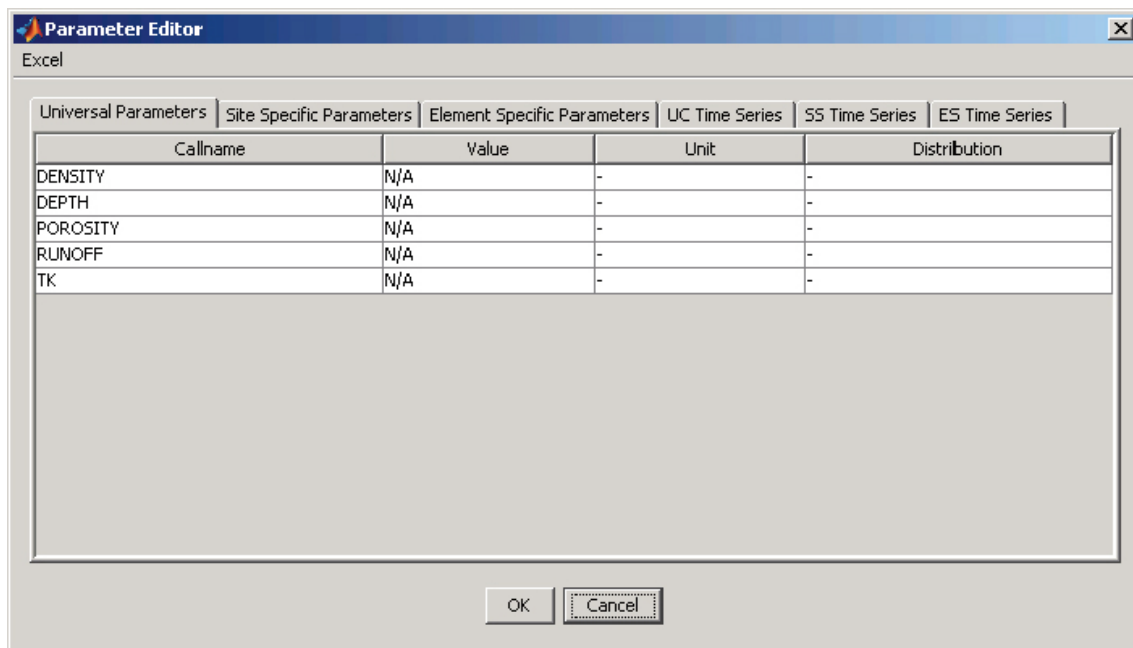 Parameter Editor
Excel
Universal Parameters Site Specific Parameters Element Specific Parameters UC Time Series SS Time Series ES Time Series
Callname Value Unit Distribution
DENSITY N/A - -
DEPTH N/A - -
POROSITY N/A - -
RUNOFF N/A - -
TK N/A - -
OK Cancel